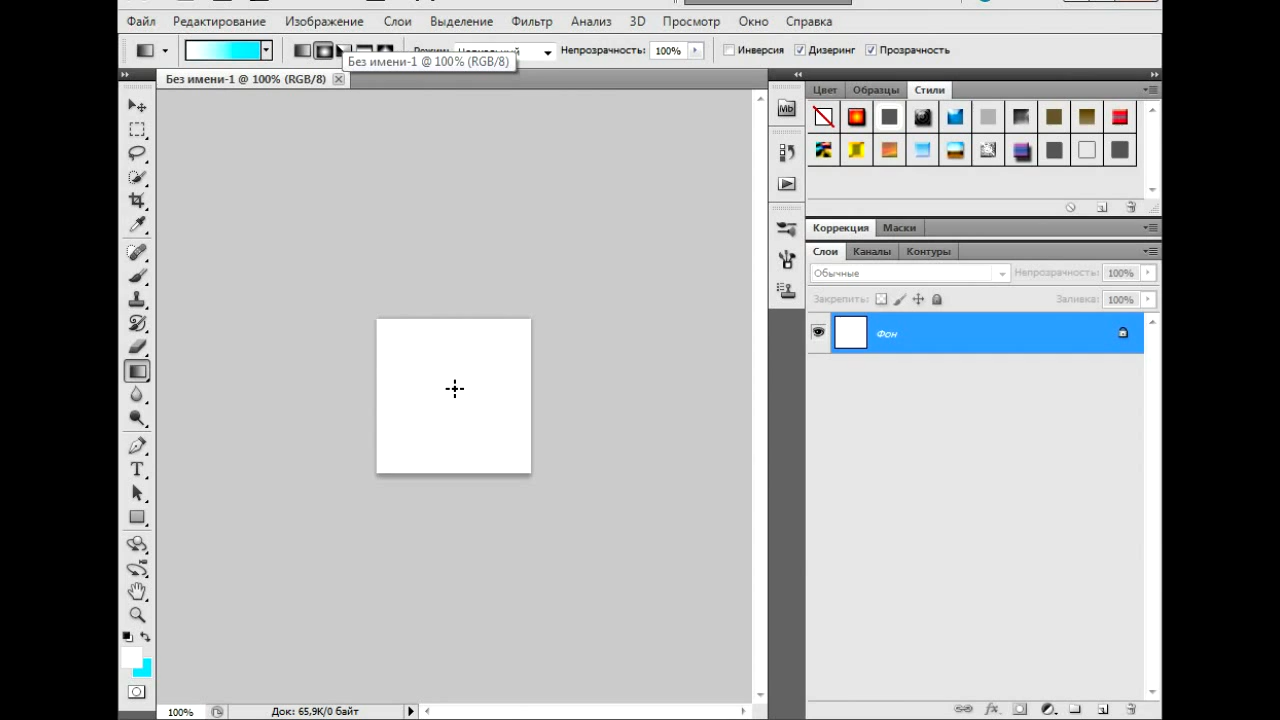 Файл Редактирование Изображение Слои Выделение Фильтр Анализ 3D Просмотр Окно Справка
Непрозрачность: 100% Инверсия Дизеринг Прозрачность
Без имени-1 @ 100% (RGB/8)
Без имени-1 @ 100% (RGB/8)
Цвет Образцы Стили
Mb
Коррекция Маски
Слои Каналы Контуры
Обычные Непрозрачность: 100%
Закрепить: Заливка: 100%
Фон
100% Док: 65,9K/0 байт